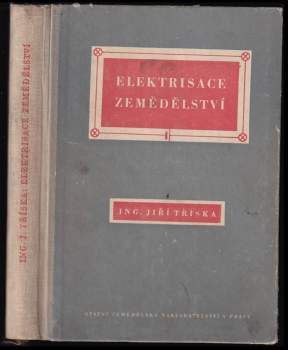 ING. J. TŘÍSKA: ELEKTRISACE ZEMĚDĚLSTVÍ
ELEKTRISACE
ZEMĚDĚLSTVÍ
ING. JIŘÍ TŘÍSKA
STÁTNÍ ZEMĚDĚLSKÉ NAKLADATELSTVÍ V PRAZE